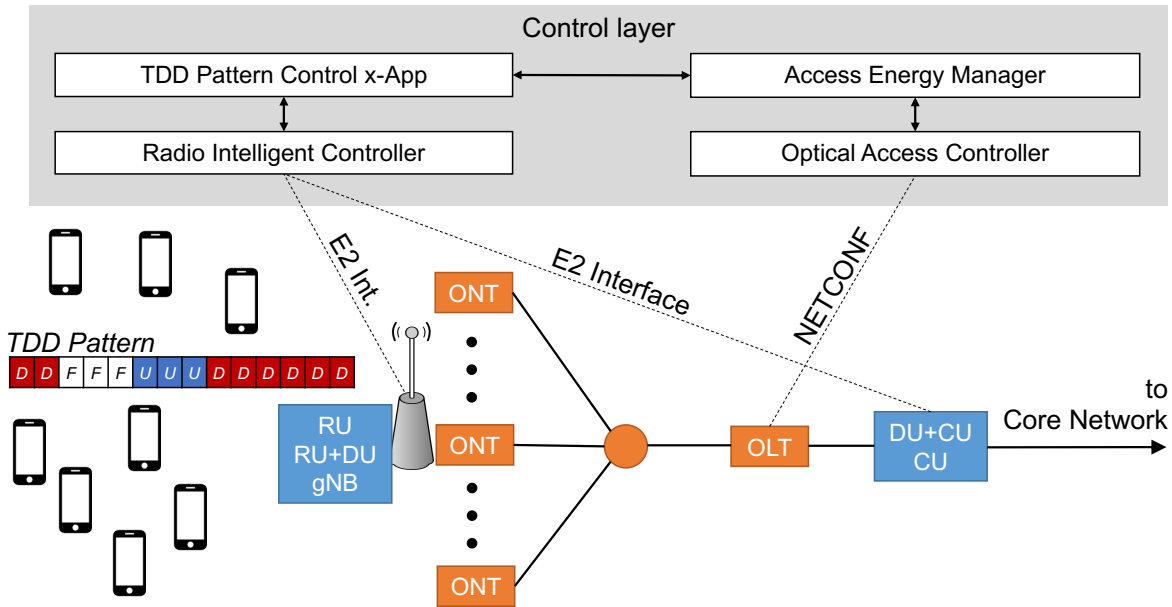 Control layer
TDD Pattern Control x-App
Access Energy Manager
Radio Intelligent Controller
Optical Access Controller
E2 Int.
E2 Interface
NETCONF
TDD Pattern
D D F F F U U U D D D D D D
ONT
ONT
ONT
RU
RU+DU
gNB
OLT
DU+CU
CU
to
Core Network